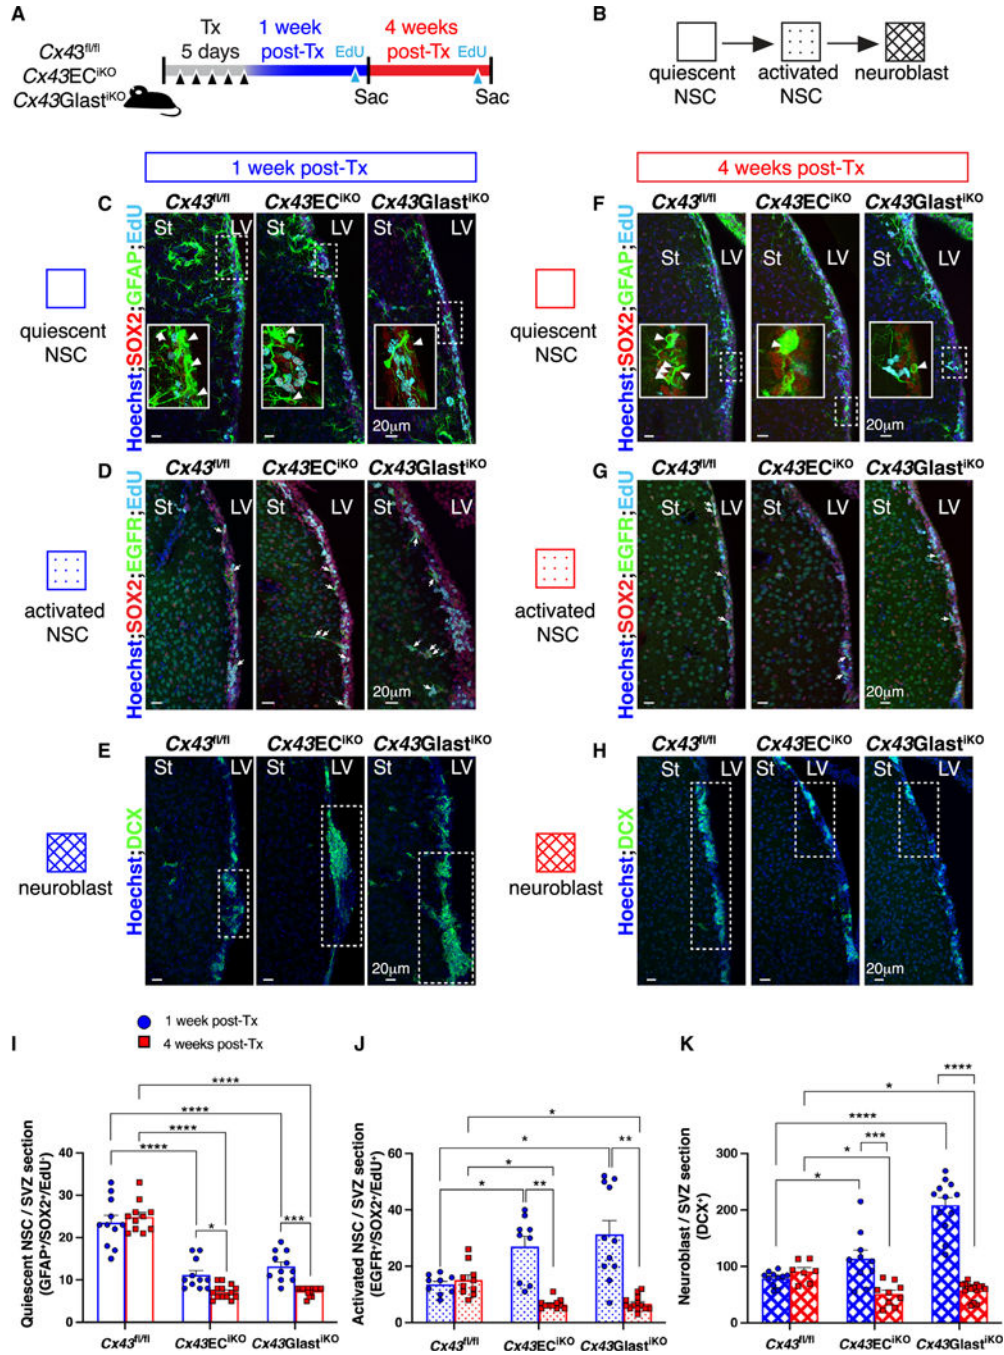 A
Tx
5 days
1 week
post-Tx
4 weeks
post-Tx
EdU
EdU
Cx43fl/fl
Cx43ECiKO
Cx43GlastiKO
Sac
Sac
B
quiescent
NSC
activated
NSC
neuroblast
1 week post-Tx
4 weeks post-Tx
C
Cx43fl/fl
Cx43ECiKO
Cx43GlastiKO
St LV
St LV
St LV
20µm
quiescent
NSC
Hoechst;SOX2;GFAP;EdU
F
Cx43fl/fl
Cx43ECiKO
Cx43GlastiKO
St LV
St LV
St LV
20µm
quiescent
NSC
Hoechst;SOX2;GFAP;EdU
D
Cx43fl/fl
Cx43ECiKO
Cx43GlastiKO
St LV
St LV
St LV
20µm
activated
NSC
Hoechst;SOX2;EGFR;EdU
G
Cx43fl/fl
Cx43ECiKO
Cx43GlastiKO
St LV
St LV
St LV
20µm
activated
NSC
Hoechst;SOX2;EGFR;EdU
E
Cx43fl/fl
Cx43ECiKO
Cx43GlastiKO
St LV
St LV
St LV
20µm
neuroblast
Hoechst;DCX
H
Cx43fl/fl
Cx43ECiKO
Cx43GlastiKO
St LV
St LV
St LV
20µm
neuroblast
Hoechst;DCX
1 week post-Tx
4 weeks post-Tx
I
Quiescent NSC / SVZ section
(GFAP+/SOX2+/EdU-)
40
30
20
10
0
****
****
****
****
*
***
Cx43fl/fl
Cx43ECiKO
Cx43GlastiKO
J
Activated NSC / SVZ section
(EGFR+/SOX2+/EdU+)
60
40
20
0
*
*
*
*
**
**
Cx43fl/fl
Cx43ECiKO
Cx43GlastiKO
K
Neuroblast / SVZ section
(DCX+)
300
200
100
0
****
*
****
*
***
*
Cx43fl/fl
Cx43ECiKO
Cx43GlastiKO